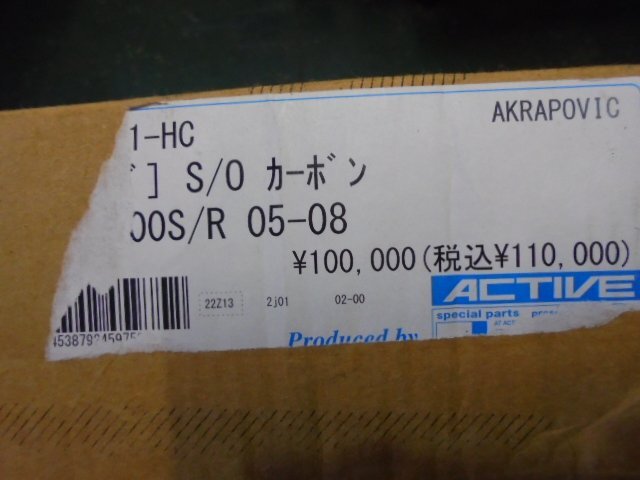 AKRAPOVIC
1-HC
ﾞ] S/O ｶｰﾎﾞﾝ
00S/R 05-08
¥100,000(税込¥110,000)
22Z13 2j01 02-00
ACTIVE
special parts
Produced by